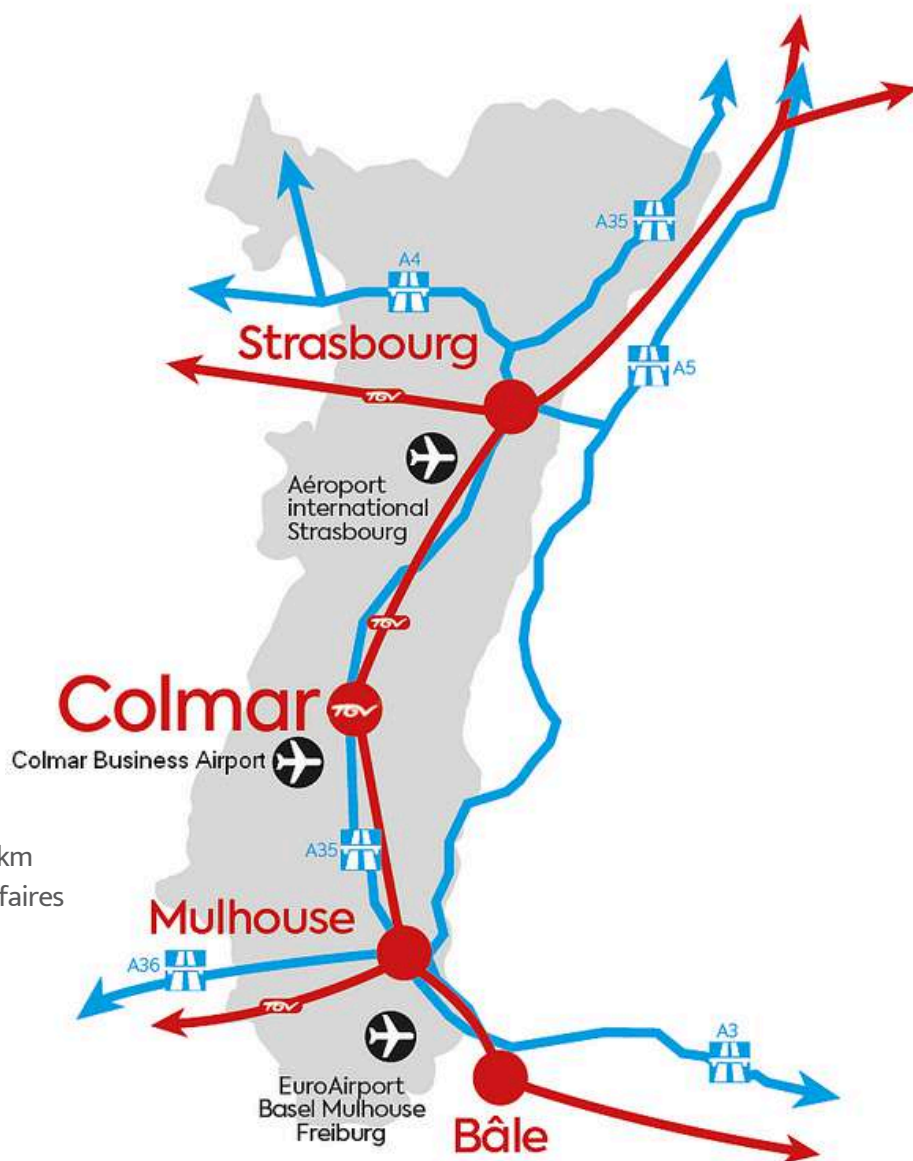 A35
A4
Strasbourg
A5
TGV
Aéroport
international
Strasbourg
TGV
Colmar
TGV
Colmar Business Airport
km
A35
faires
Mulhouse
A36
TGV
A3
EuroAirport
Basel Mulhouse
Freiburg
Bâle